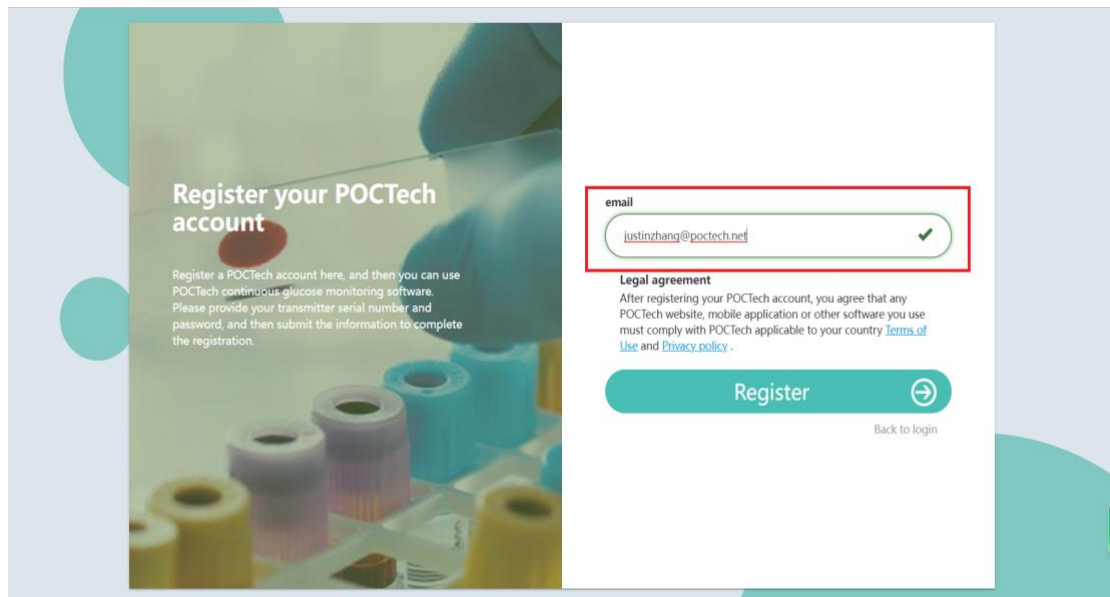 Register your POCTech
account
Register a POCTech account here, and then you can use
POCTech continuous glucose monitoring software.
Please provide your transmitter serial number and
password, and then submit the information to complete
the registration.
email
justinzhang@poctech.net
Legal agreement
After registering your POCTech account, you agree that any
POCTech website, mobile application or other software you use
must comply with POCTech applicable to your country Terms of
Use and Privacy policy .
Register
Back to login